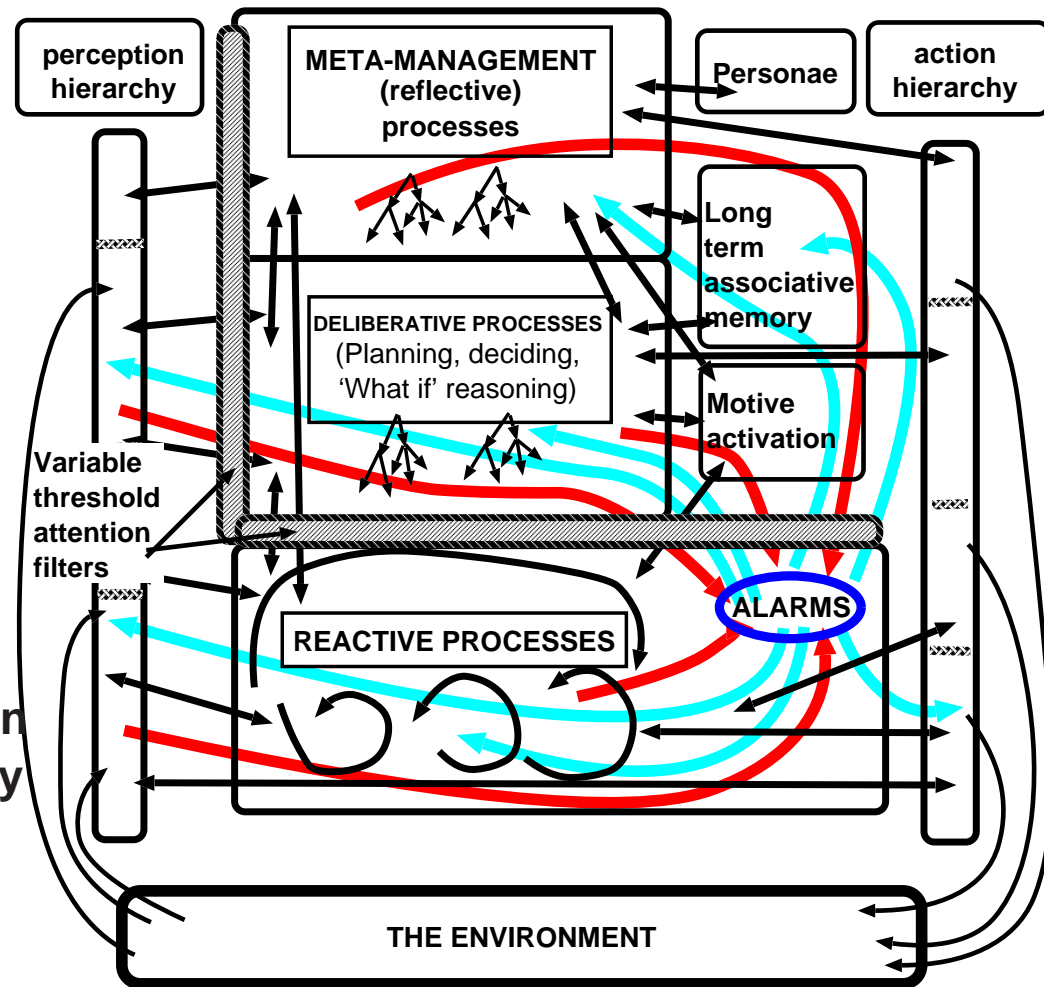 perception
hierarchy
META-MANAGEMENT
(reflective)
processes
Personae
action
hierarchy
Long
term
associative
memory
DELIBERATIVE PROCESSES
(Planning, deciding,
‘What if’ reasoning)
Motive
activation
Variable
threshold
attention
filters
ALARMS
REACTIVE PROCESSES
n
y
THE ENVIRONMENT